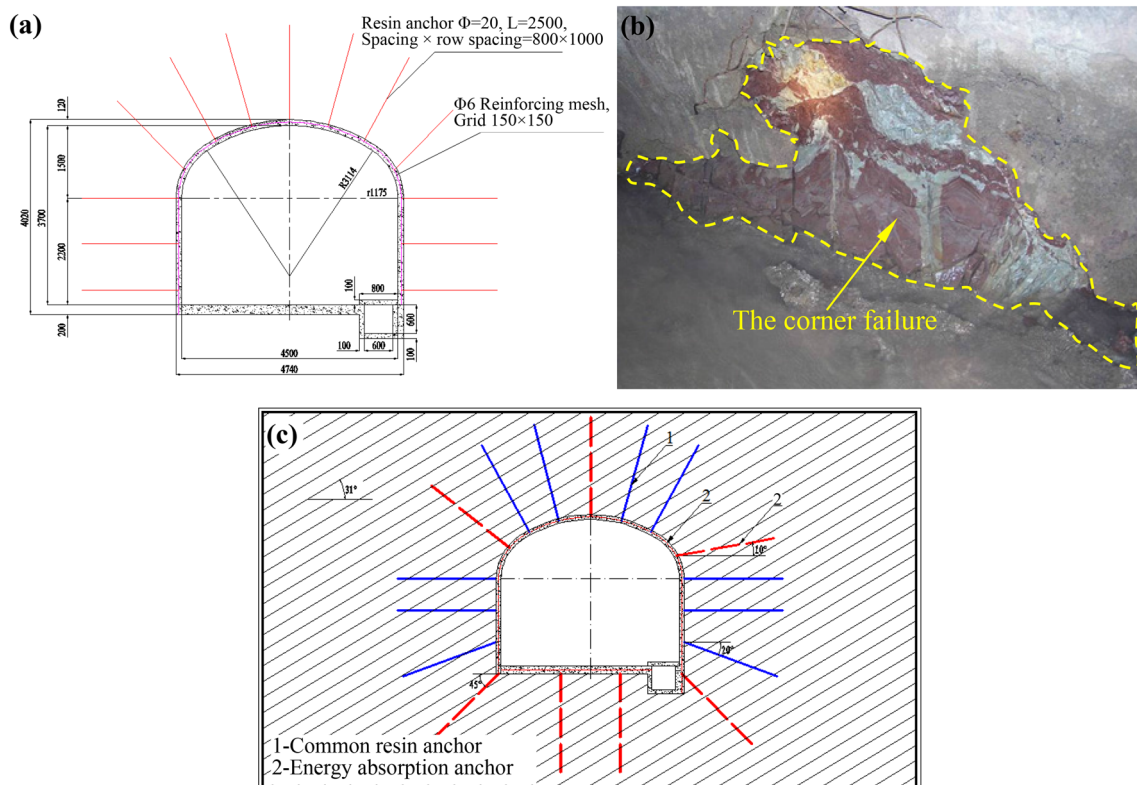 (a)
Resin anchor Φ=20, L=2500,
Spacing × row spacing=800×1000
Φ6 Reinforcing mesh,
Grid 150×150
120
1500
4020
3700
2200
200
R3114
r1175
100
800
600
100
600
100
4500
4740
(b)
The corner failure
(c)
1
2
2
31°
10°
20°
45°
1-Common resin anchor
2-Energy absorption anchor